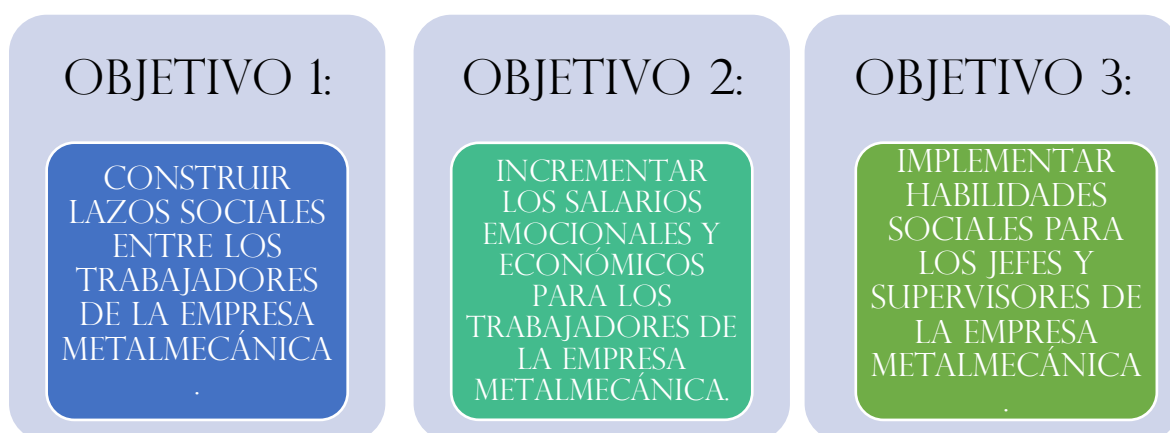 OBJETIVO 1:
CONSTRUIR
LAZOS SOCIALES
ENTRE LOS
TRABAJADORES
DE LA EMPRESA
METALMECÁNICA
.
OBJETIVO 2:
INCREMENTAR
LOS SALARIOS
EMOCIONALES Y
ECONÓMICOS
PARA LOS
TRABAJADORES DE
LA EMPRESA
METALMECÁNICA.
OBJETIVO 3:
IMPLEMENTAR
HABILIDADES
SOCIALES PARA
LOS JEFES Y
SUPERVISORES DE
LA EMPRESA
METALMECÁNICA
.